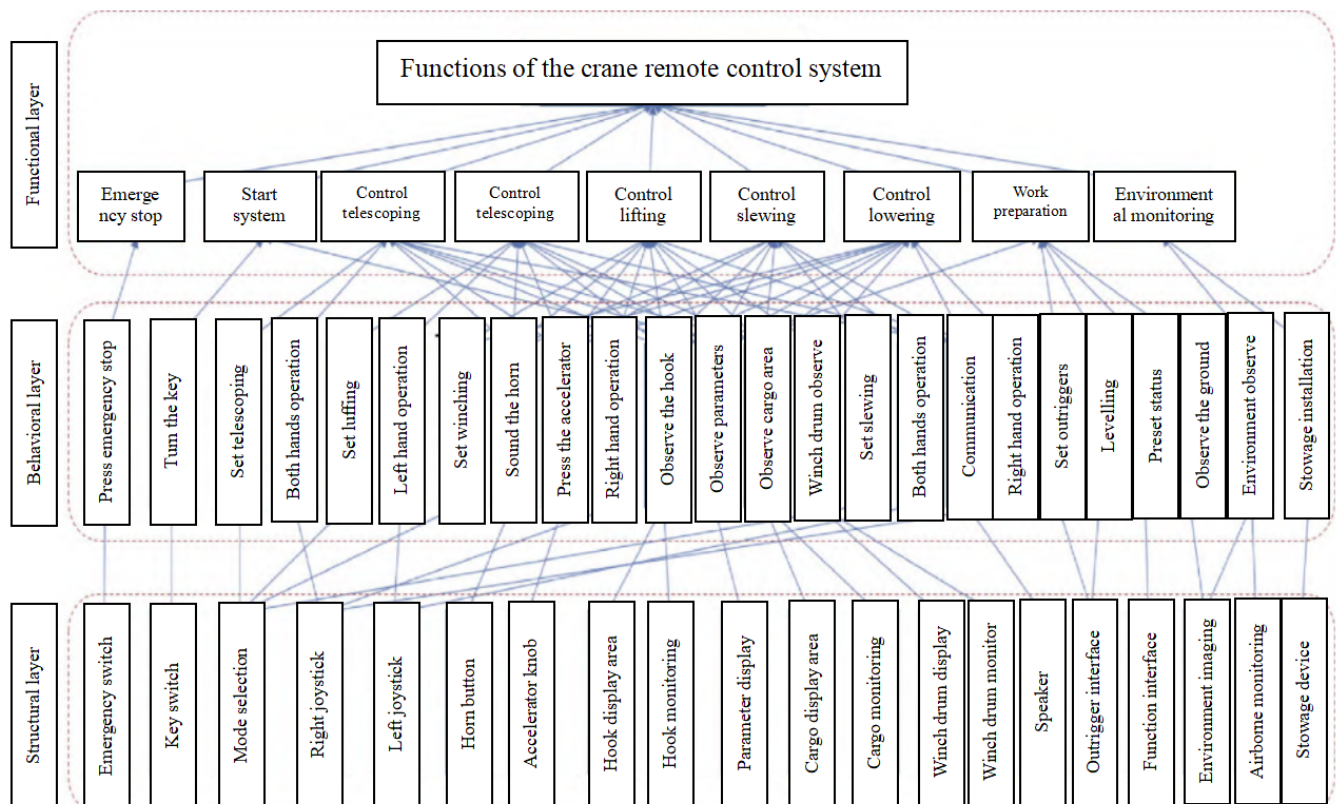 Functional layer
Functions of the crane remote control system
Emerge
ncy stop
Start
system
Control
telescoping
Control
telescoping
Control
lifting
Control
slewing
Control
lowering
Work
preparation
Environment
al monitoring
Behavioral layer
Press emergency stop
Tum the key
Set telescoping
Both hands operation
Set luffing
Left hand operation
Set winching
Sound the horn
Press the accelerator
Right hand operation
Observe the hook
Observe parameters
Observe cargo area
Winch drum observe
Set slewing
Both hands operation
Communication
Right hand operation
Set outriggers
Levelling
Preset status
Observe the ground
Environment observe
Stowage installation
Structural layer
Emergency switch
Key switch
Mode selection
Right joystick
Left joystick
Horn button
Accelerator knob
Hook display area
Hook monitoring
Parameter display
Cargo display area
Cargo monitoring
Winch drum display
Winch drum monitor
Speaker
Outrigger interface
Function interface
Environment imaging
Airborne monitoring
Stowage device